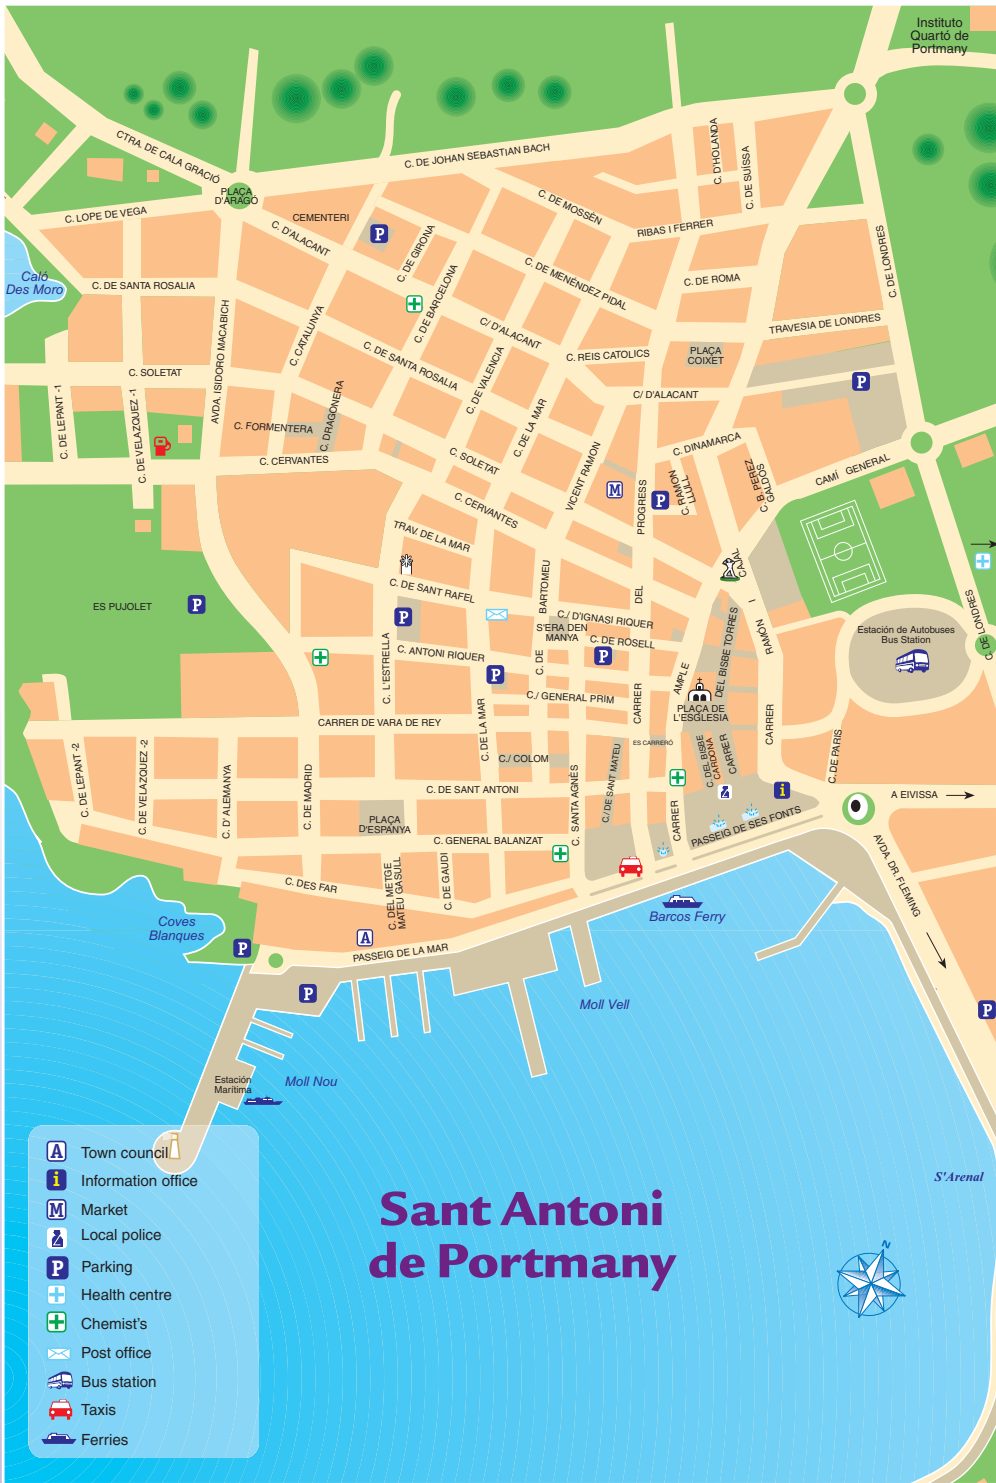 Instituto
Quartó de
Portmany
CTRA. DE CALA GRACIÓ
C. DE JOHAN SEBASTIAN BACH
C. D'HOLANDA
C. DE SUÏSSA
PLAÇA
D'ARAGÓ
C. LOPE DE VEGA
CEMENTERI
P
C. D'ALACANT
C. DE GIRONA
C. DE MOSSÈN
RIBAS I FERRER
C. DE LONDRES
Caló
Des Moro
C. DE SANTA ROSALIA
C. DE BARCELONA
C. DE MENÉNDEZ PIDAL
C. DE ROMA
AVDA. ISIDORO MACABICH
C. CATALUNYA
C/ D'ALACANT
TRAVESIA DE LONDRES
C. DE SANTA ROSALIA
C. REIS CATOLICS
PLAÇA
COIXET
C. SOLETAT
C. DE VALENCIA
P
C. DE LEPANT -1
C. DE VELAZQUEZ -1
C. DRAGONERA
C. DE LA MAR
C/ D'ALACANT
C. FORMENTERA
C. CERVANTES
C. SOLETAT
VICENT RAMON
C. DINAMARCA
C. RAMON
LLULL
C. B. PEREZ
GALDOS
CAMÍ GENERAL
M
P
C. CERVANTES
PROGRESS
TRAV. DE LA MAR
CAJAL
C. DE SANT RAFEL
BARTOMEU
DEL
I
C. DE LONDRES
ES PUJOLET
P
P
C./ D'IGNASI RIQUER
S'ERA DEN
MANYA
C. DE ROSELL
DEL BISBE TORRES
RAMÓN
Estación de Autobuses
Bus Station
C. L'ESTRELLA
C. ANTONI RIQUER
C. DE
P
P
AMPLE
C./ GENERAL PRIM
CARRER
PLAÇA DE
L'ESGLESIA
C. DE LA MAR
CARRER DE VARA DE REY
CARRER
ES CARRERÓ
C. DE LEPANT -2
C. DE VELAZQUEZ -2
C. D' ALEMANYA
C. DE MADRID
C./ COLOM
C./ DE SANT MATEU
C. DEL BISBE
CARDONA
CARRER
C. DE PARIS
C. DE SANT ANTONI
C. SANTA AGNÈS
i
A EIVISSA
PLAÇA
D'ESPANYA
CARRER
PASSEIG DE SES FONTS
C. GENERAL BALANZAT
AVDA. DR. FLEMING
C. DES FAR
C. DEL METGE
MATEU GASULL
C. DE GAUDI
Coves
Blanques
P
A
PASSEIG DE LA MAR
Barcos Ferry
P
Moll Vell
P
Estación
Marítima
Moll Nou
S'Arenal
Sant Antoni
de Portmany
N
A Town council
i Information office
M Market
Local police
P Parking
Health centre
Chemist's
Post office
Bus station
Taxis
Ferries